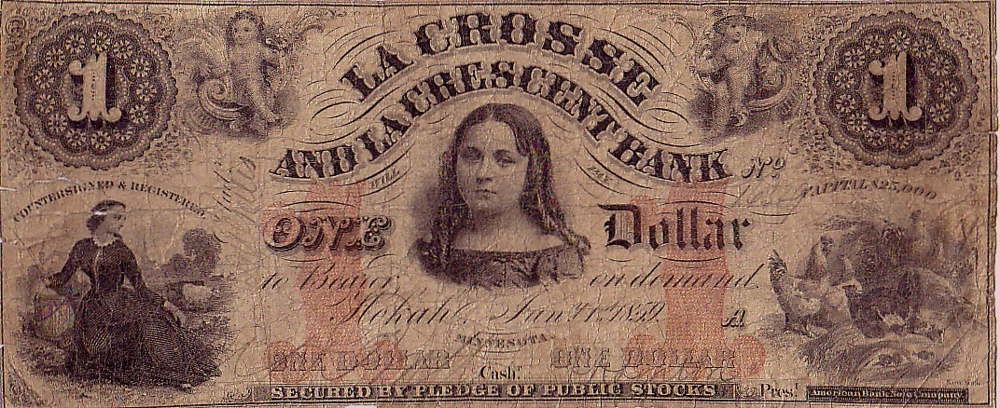 1
1
LA CROSSE
AND LA CRESCENT BANK
Will
pay
No
COUNTERSIGNED & REGISTERED
CAPITAL $25,000
ONE Dollar
to Bearer on demand
Hokah, Jan 1859
A
MINNESOTA
ONE DOLLAR ONE DOLLAR
Cash.r
SECURED BY PLEDGE OF PUBLIC STOCKS
Pres.t
American Bank Note Company.
New York